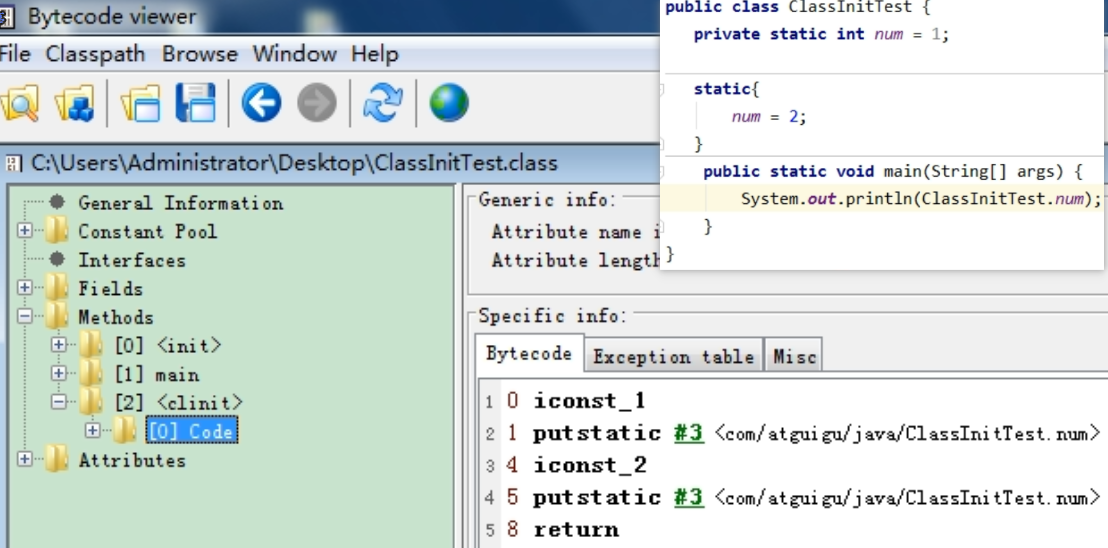 Bytecode viewer
File Classpath Browse Window Help
C:\Users\Administrator\Desktop\ClassInitTest.class
General Information
Constant Pool
Interfaces
Fields
Methods
[0] <init>
[1] main
[2] <clinit>
[0] Code
Attributes
Generic info:
Attribute name i
Attribute length
Specific info:
Bytecode Exception table Misc
1 0 iconst_1
2 1 putstatic #3 <com/atguigu/java/ClassInitTest.num>
3 4 iconst_2
4 5 putstatic #3 <com/atguigu/java/ClassInitTest.num>
5 8 return
public class ClassInitTest {
private static int num = 1;
static{
num = 2;
}
public static void main(String[] args) {
System.out.println(ClassInitTest.num);
}
}